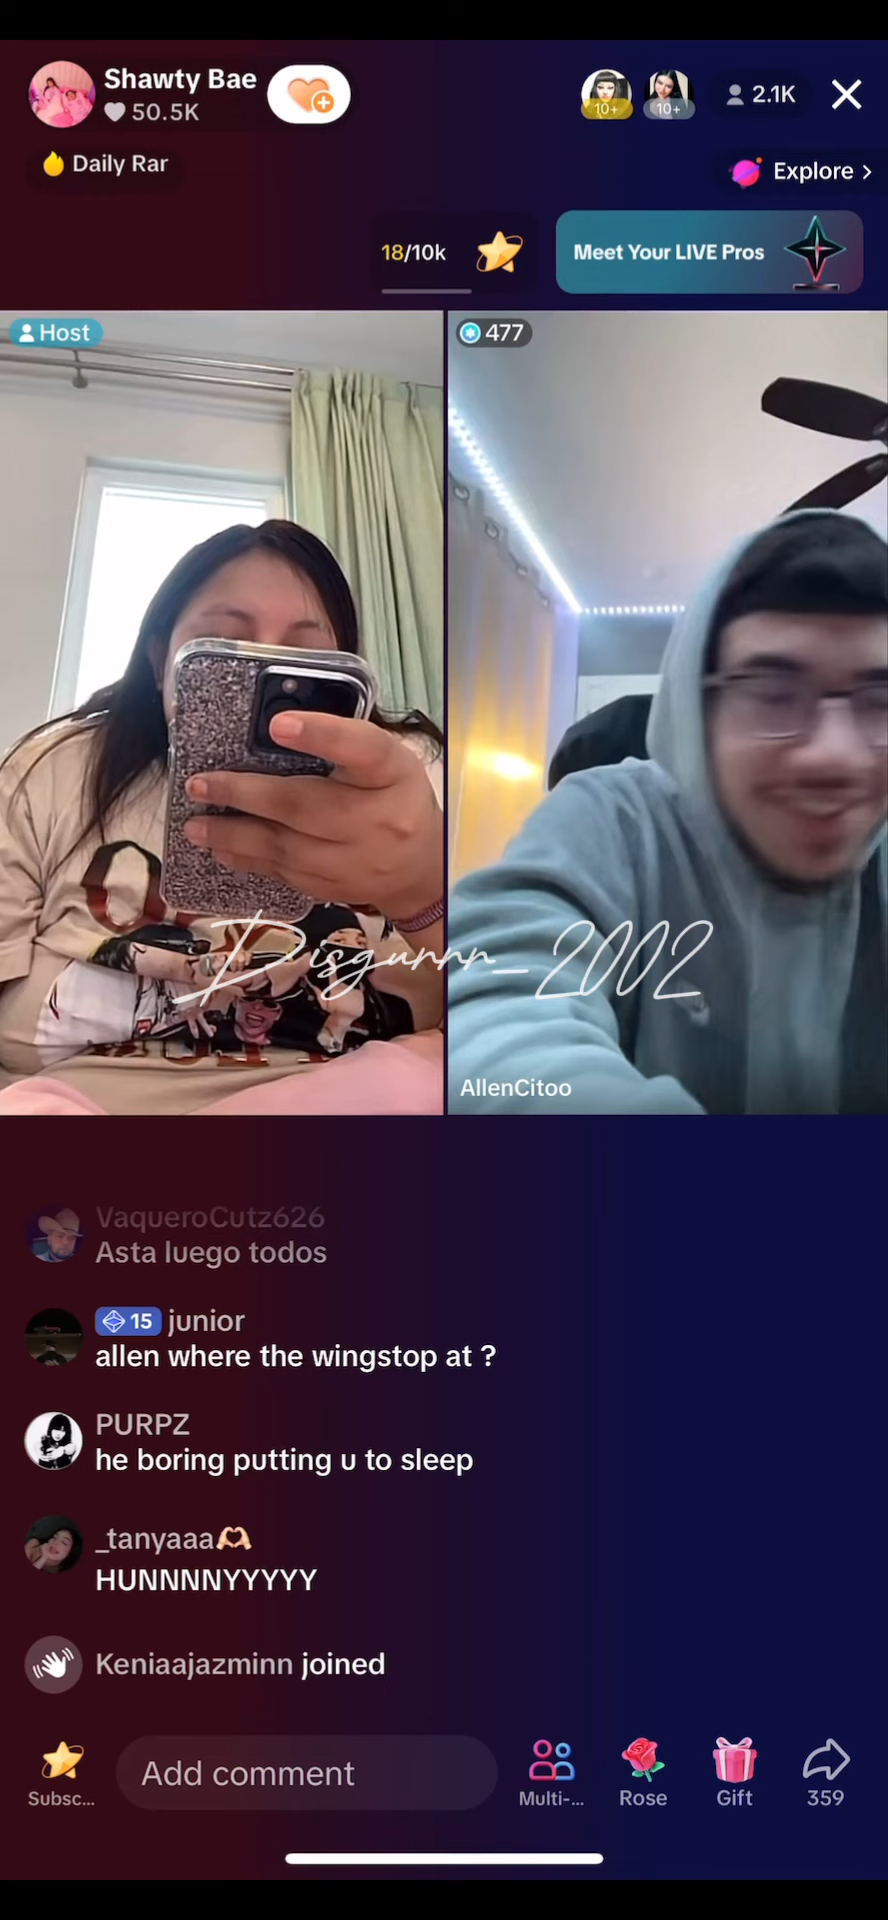 Shawty Bae
50.5K
10+
10+
2.1K
Daily Rar
Explore >
18/10k
Meet Your LIVE Pros
Host
477
Disgunnr_2002
AllenCitoo
VaqueroCutz626
Asta luego todos
15 junior
allen where the wingstop at ?
PURPZ
he boring putting u to sleep
_tanyaaa🫶🏻
HUNNNNYYYYY
Keniaajazminn joined
Add comment
Subsc...
Multi-...
Rose
Gift
359